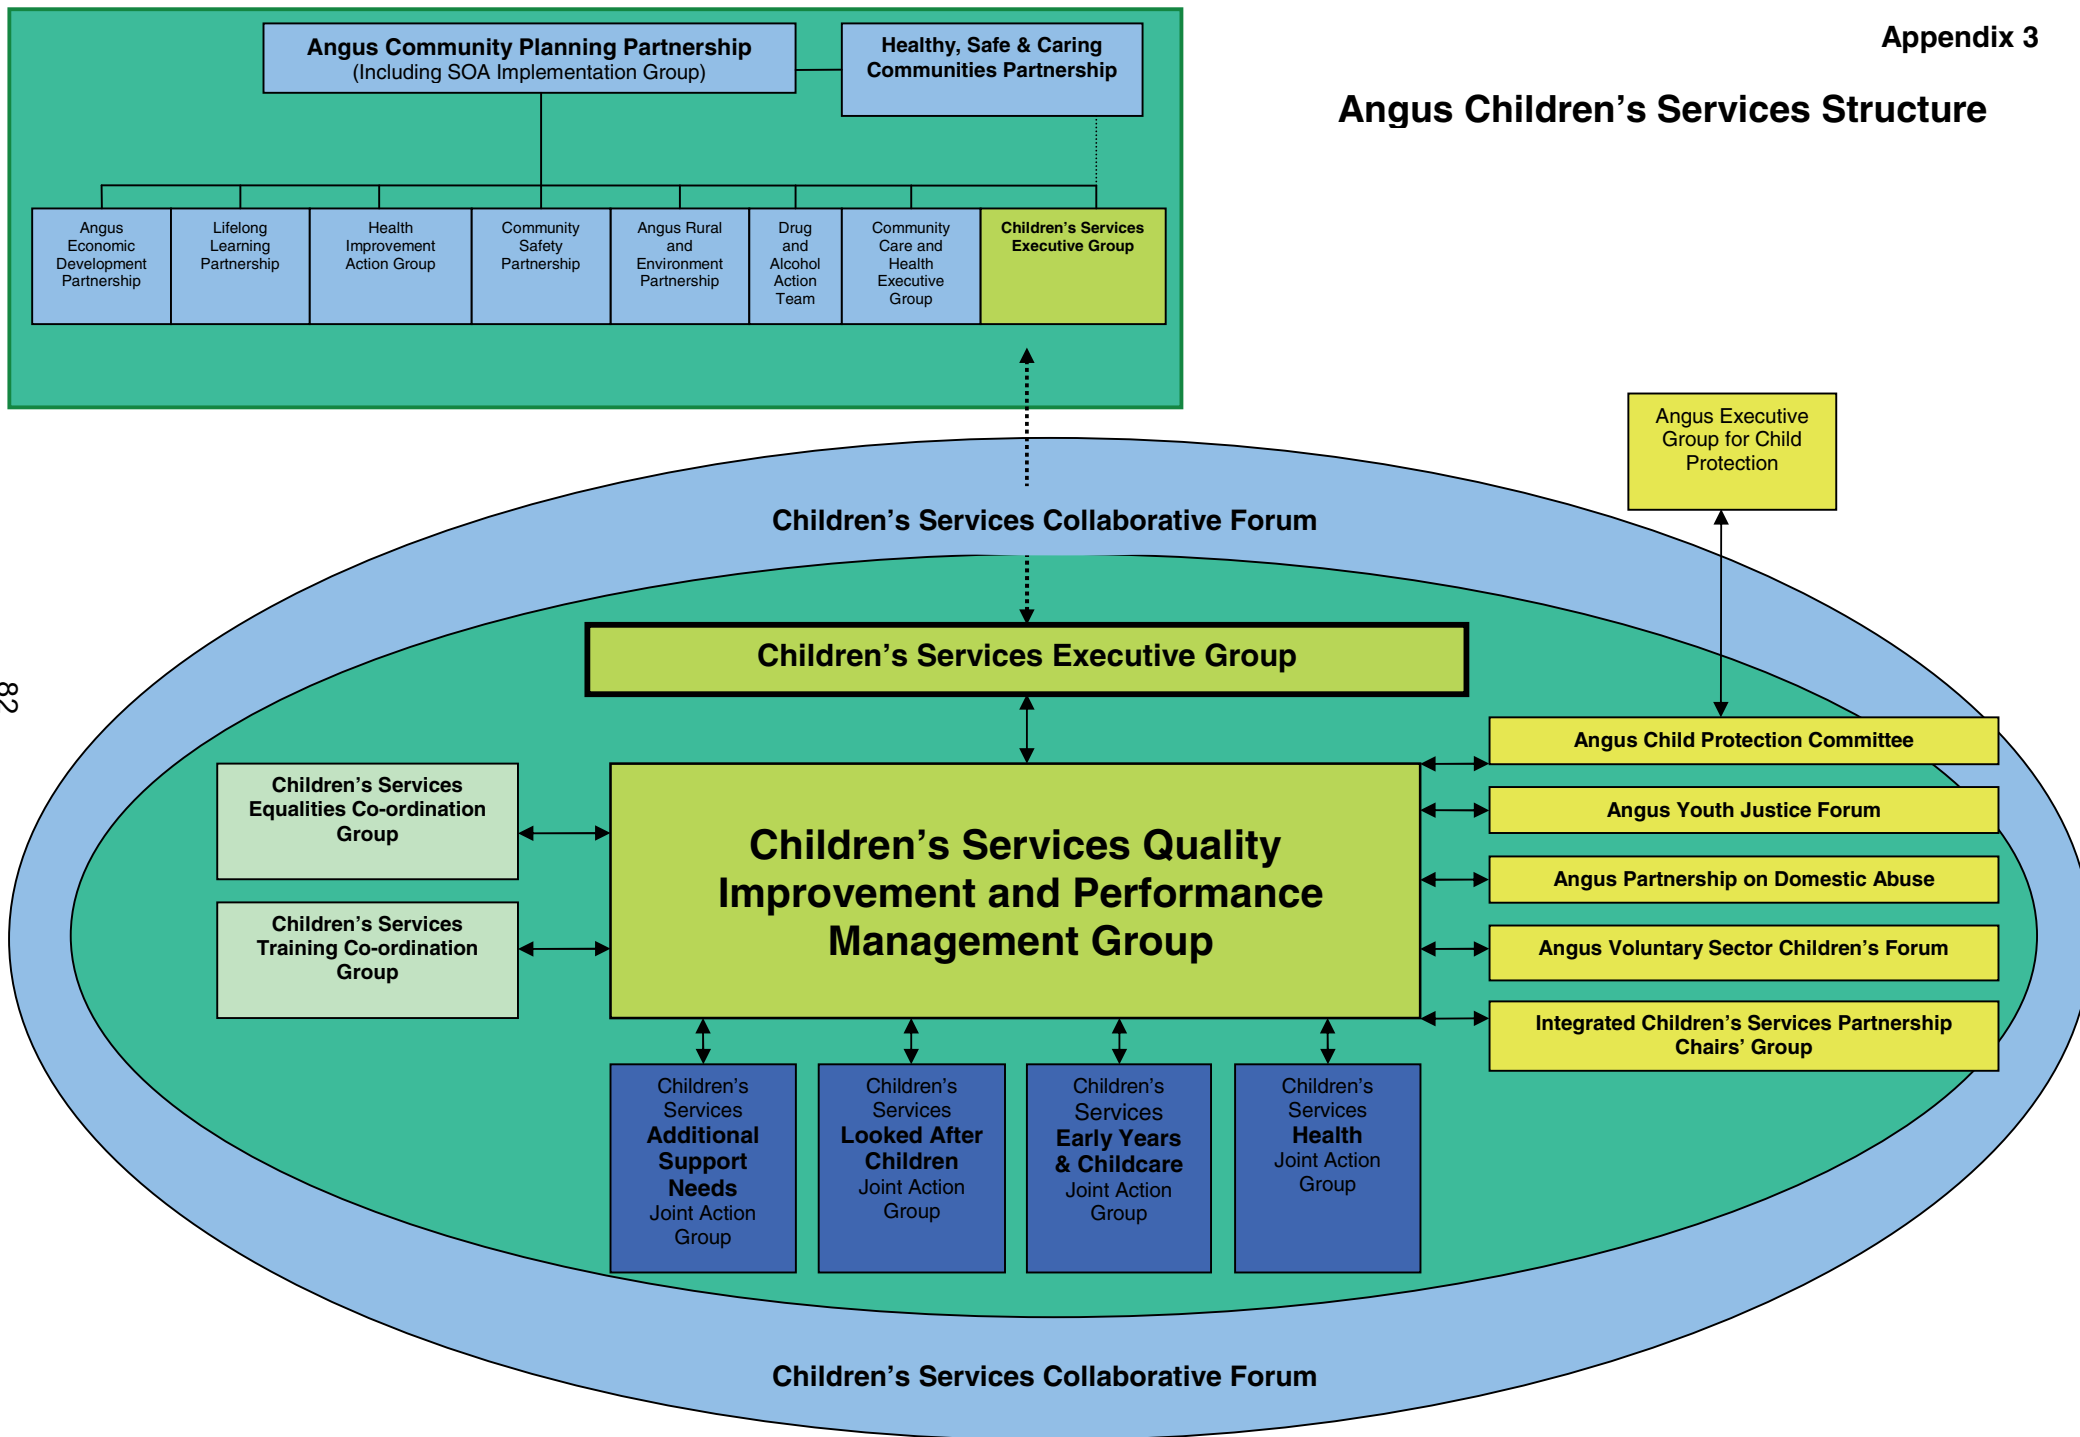 Appendix 3
Angus Children’s Services Structure
Angus Community Planning Partnership
(Including SOA Implementation Group)
Healthy, Safe & Caring
Communities Partnership
Angus
Economic
Development
Partnership
Lifelong
Learning
Partnership
Health
Improvement
Action Group
Community
Safety
Partnership
Angus Rural
and
Environment
Partnership
Drug
and
Alcohol
Action
Team
Community
Care and
Health
Executive
Group
Children’s Services
Executive Group
Angus Executive
Group for Child
Protection
Children’s Services Collaborative Forum
Children’s Services Executive Group
Children’s Services
Equalities Co-ordination
Group
Children’s Services
Training Co-ordination
Group
Children’s Services Quality
Improvement and Performance
Management Group
Angus Child Protection Committee
Angus Youth Justice Forum
Angus Partnership on Domestic Abuse
Angus Voluntary Sector Children’s Forum
Integrated Children’s Services Partnership
Chairs’ Group
Children’s
Services
Additional
Support
Needs
Joint Action
Group
Children’s
Services
Looked After
Children
Joint Action
Group
Children’s
Services
Early Years
& Childcare
Joint Action
Group
Children’s
Services
Health
Joint Action
Group
Children’s Services Collaborative Forum
82